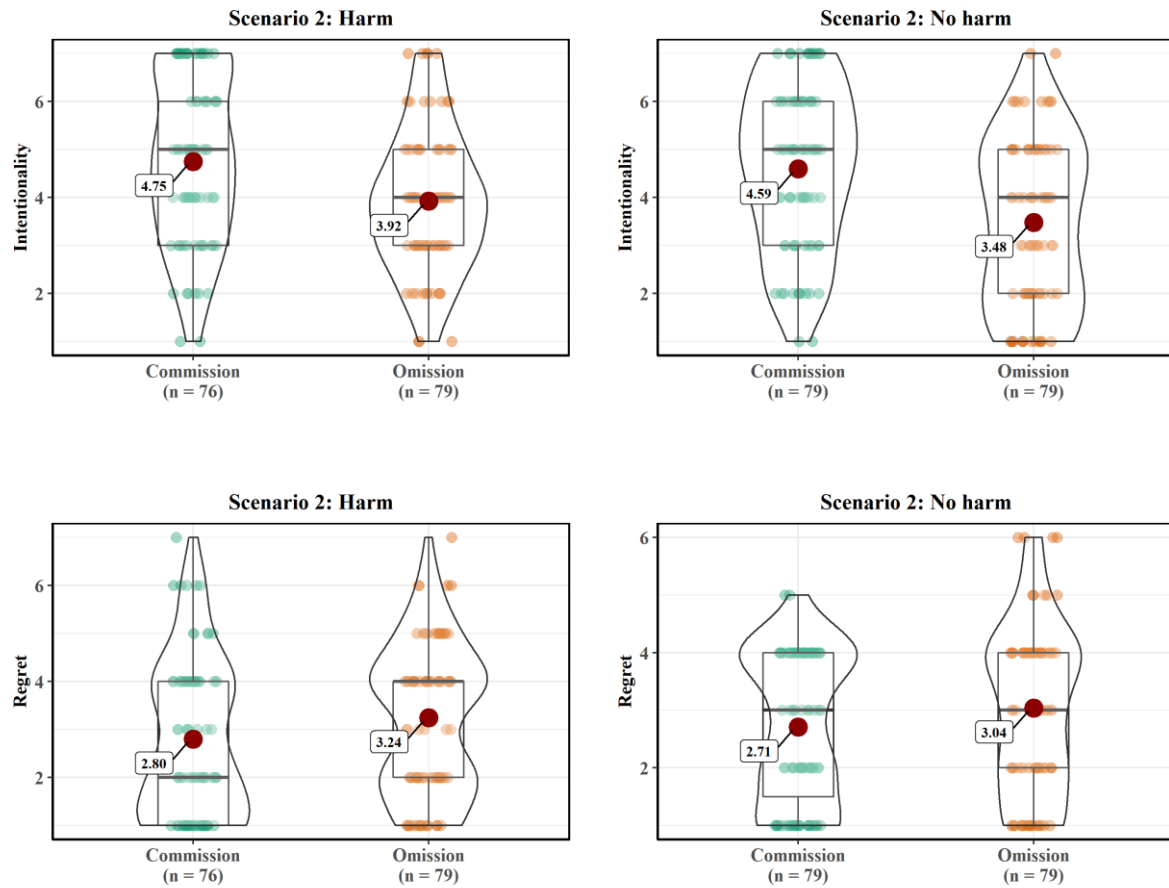 Scenario 2: Harm
Intentionality
6
4
2
4.75
3.92
Commission
(n = 76)
Omission
(n = 79)
Scenario 2: No harm
Intentionality
6
4
2
4.59
3.48
Commission
(n = 79)
Omission
(n = 79)
Scenario 2: Harm
Regret
6
4
2
2.80
3.24
Commission
(n = 76)
Omission
(n = 79)
Scenario 2: No harm
Regret
6
4
2
2.71
3.04
Commission
(n = 79)
Omission
(n = 79)